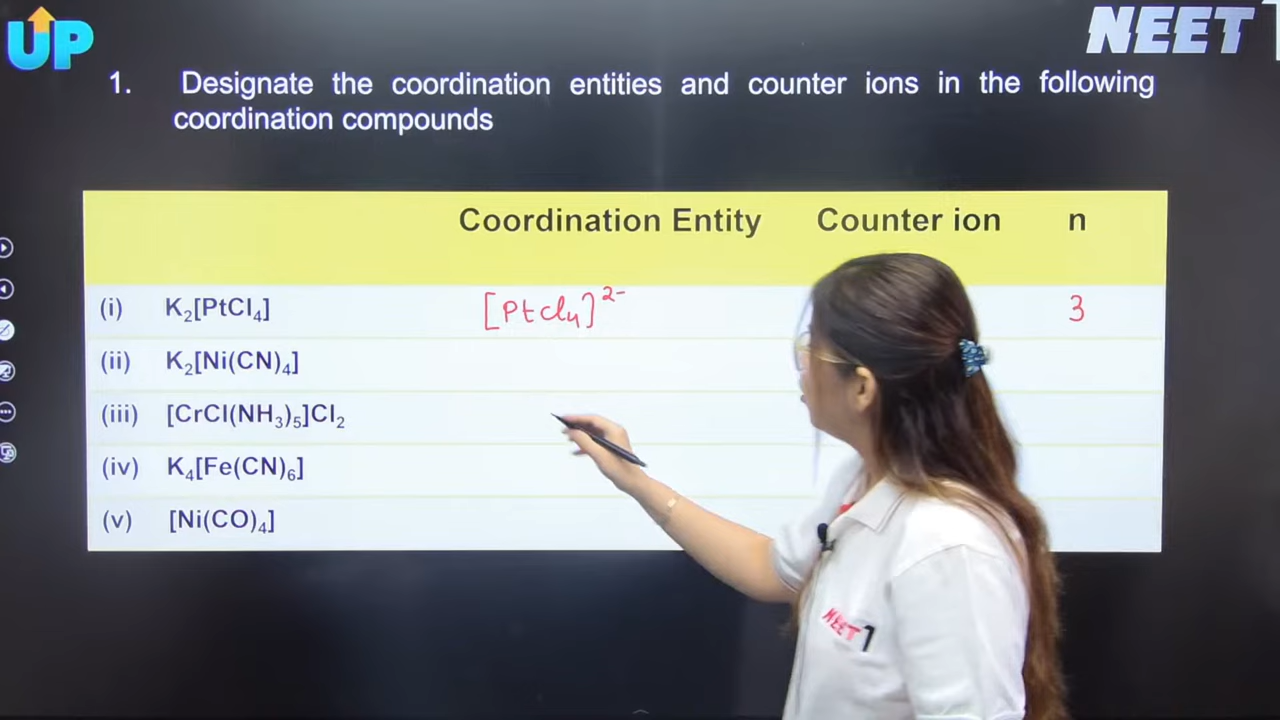 UP
NEET
1. Designate the coordination entities and counter ions in the following
coordination compounds
Coordination Entity Counter ion n
(i) K₂[PtCl₄] [PtCl₄]²⁻ 3
(ii) K₂[Ni(CN)₄]
(iii) [CrCl(NH₃)₅]Cl₂
(iv) K₄[Fe(CN)₆]
(v) [Ni(CO)₄]
NEET